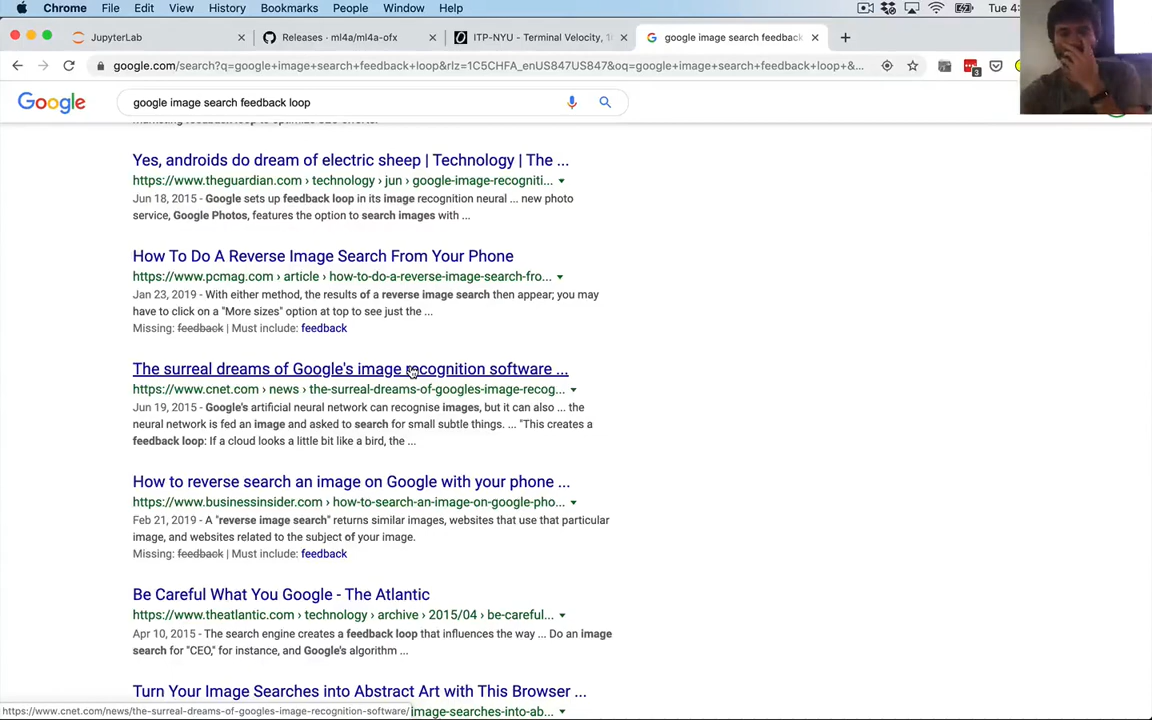 Chrome File Edit View History Bookmarks People Window Help Tue 4:
JupyterLab
Releases · ml4a/ml4a-ofx
ITP-NYU - Terminal Velocity, 1
google image search feedback
google.com/search?q=google+image+search+feedback+loop&rlz=1C5CHFA_enUS847US847&oq=google+image+search+feedback+loop+&...
3
Google
google image search feedback loop
Yes, androids do dream of electric sheep | Technology | The ...
https://www.theguardian.com › technology › jun › google-image-recogniti...
Jun 18, 2015 - Google sets up feedback loop in its image recognition neural ... new photo
service, Google Photos, features the option to search images with ...
How To Do A Reverse Image Search From Your Phone
https://www.pcmag.com › article › how-to-do-a-reverse-image-search-fro...
Jan 23, 2019 - With either method, the results of a reverse image search then appear; you may
have to click on a "More sizes" option at top to see just the ...
Missing: feedback | Must include: feedback
The surreal dreams of Google's image recognition software ...
https://www.cnet.com › news › the-surreal-dreams-of-googles-image-recog...
Jun 19, 2015 - Google's artificial neural network can recognise images, but it can also ... the
neural network is fed an image and asked to search for small subtle things. ... "This creates a
feedback loop: If a cloud looks a little bit like a bird, the ...
How to reverse search an image on Google with your phone ...
https://www.businessinsider.com › how-to-search-an-image-on-google-pho...
Feb 21, 2019 - A "reverse image search" returns similar images, websites that use that particular
image, and websites related to the subject of your image.
Missing: feedback | Must include: feedback
Be Careful What You Google - The Atlantic
https://www.theatlantic.com › technology › archive › 2015/04 › be-careful...
Apr 10, 2015 - The search engine creates a feedback loop that influences the way ... Do an image
search for "CEO," for instance, and Google's algorithm ...
Turn Your Image Searches into Abstract Art with This Browser ...
https://www.cnet.com/news/the-surreal-dreams-of-googles-image-recognition-software/
image-searches-into-ab...